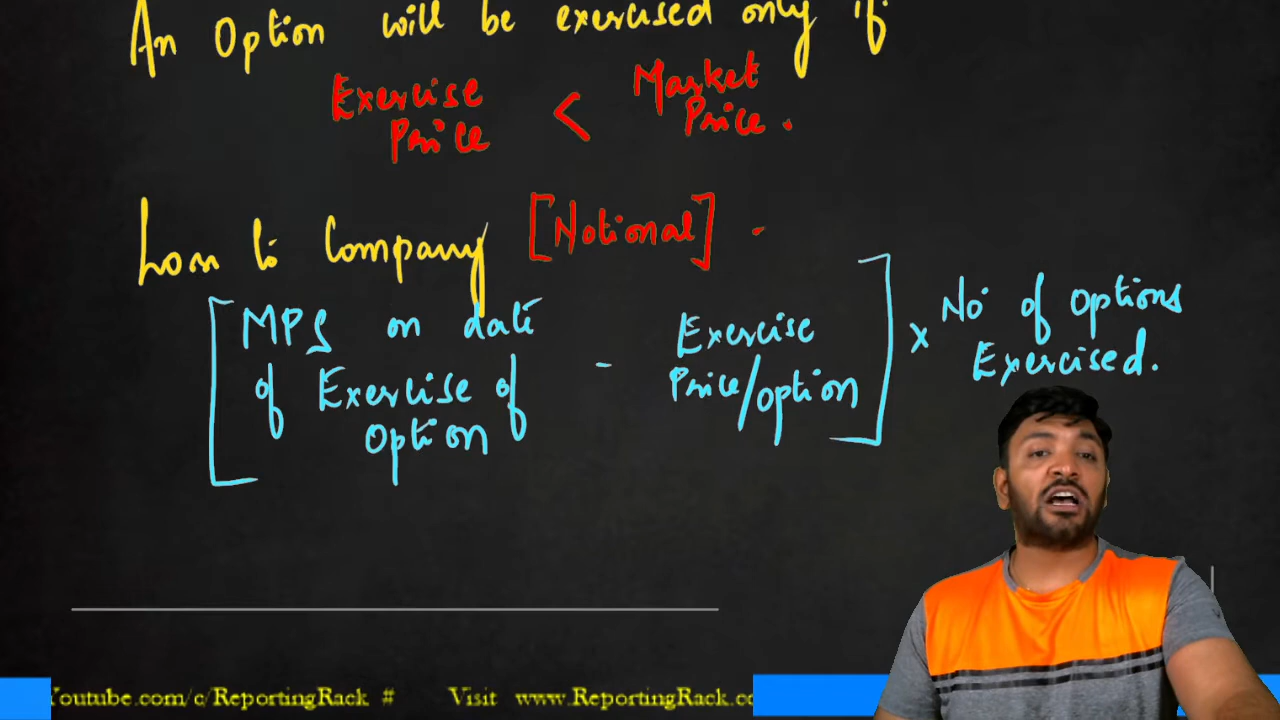 An Option will be exercised only if
Exercise Price < Market Price.
Loss to Company [Notional] -
[MPS on date of Exercise of Option - Exercise Price/option] x No of options Exercised.
Youtube.com/c/ReportingRack # Visit www.ReportingRack.co